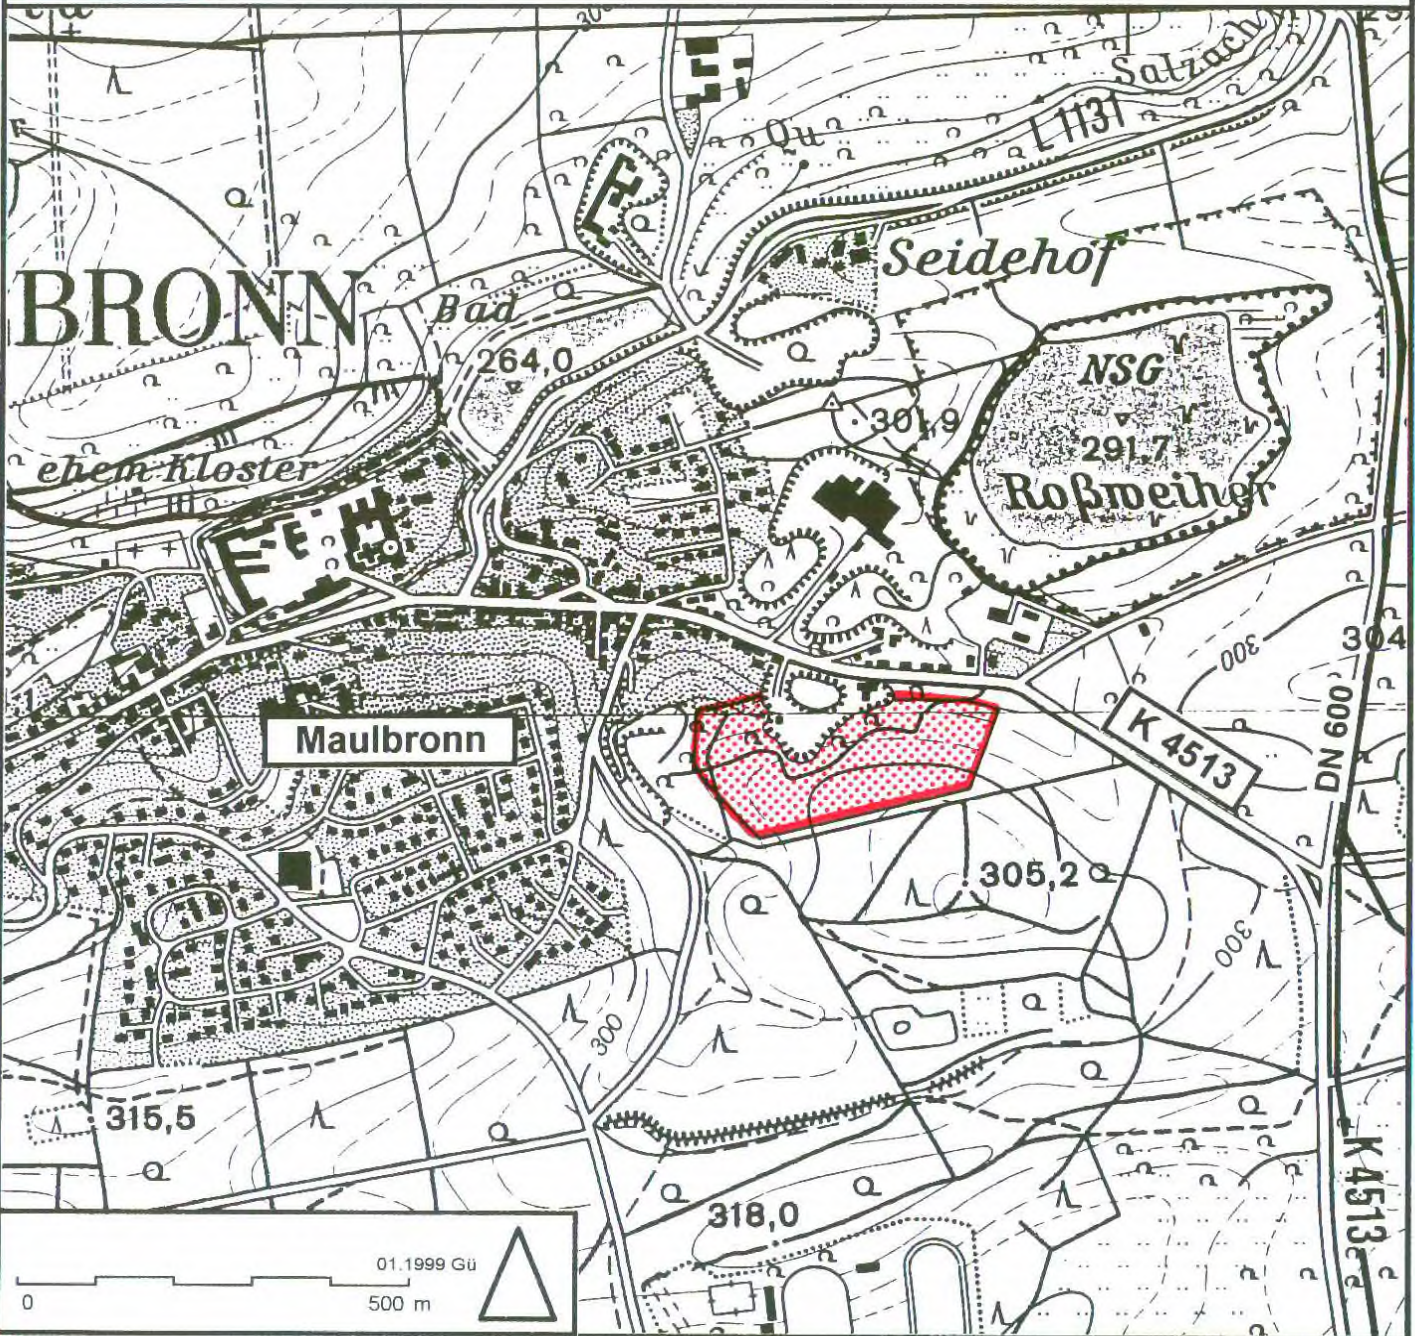 Salzach
L 1131
Qu
Seidehof
BRONN
Bad
264,0
NSG
301,9
291,7
Roßweiher
ehem Kloster
300
304
Maulbronn
K 4513
DN 600
305,2
300
300
315,5
318,0
K 4513
01.1999 Gü
0
500 m